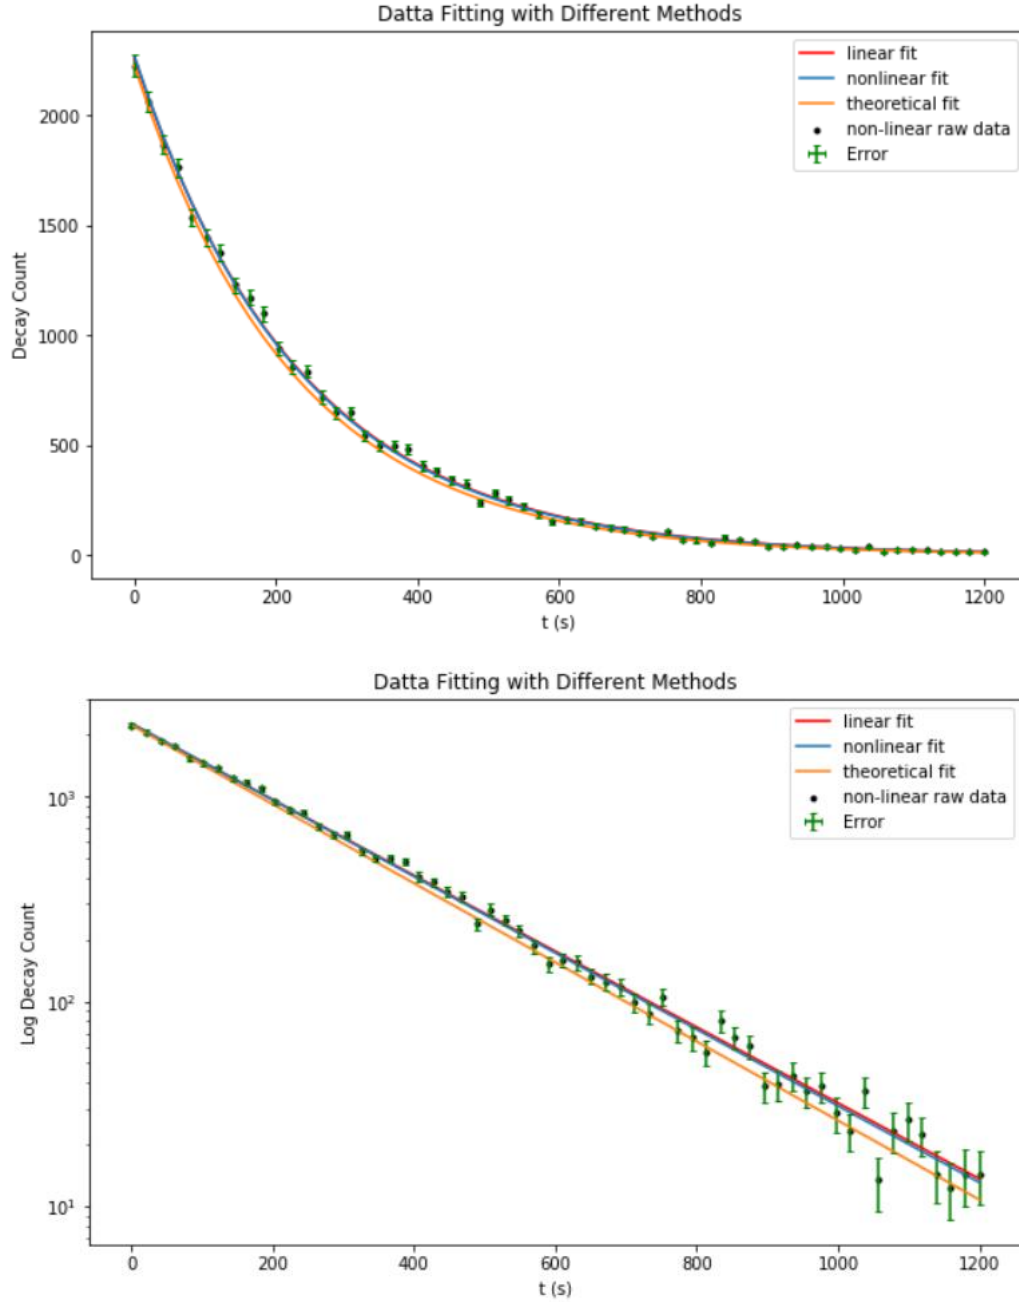 Datta Fitting with Different Methods
linear fit
nonlinear fit
theoretical fit
non-linear raw data
Error
2000
1500
1000
500
0
Decay Count
0 200 400 600 800 1000 1200
t (s)
Datta Fitting with Different Methods
linear fit
nonlinear fit
theoretical fit
non-linear raw data
Error
10³
10²
10¹
Log Decay Count
0 200 400 600 800 1000 1200
t (s)